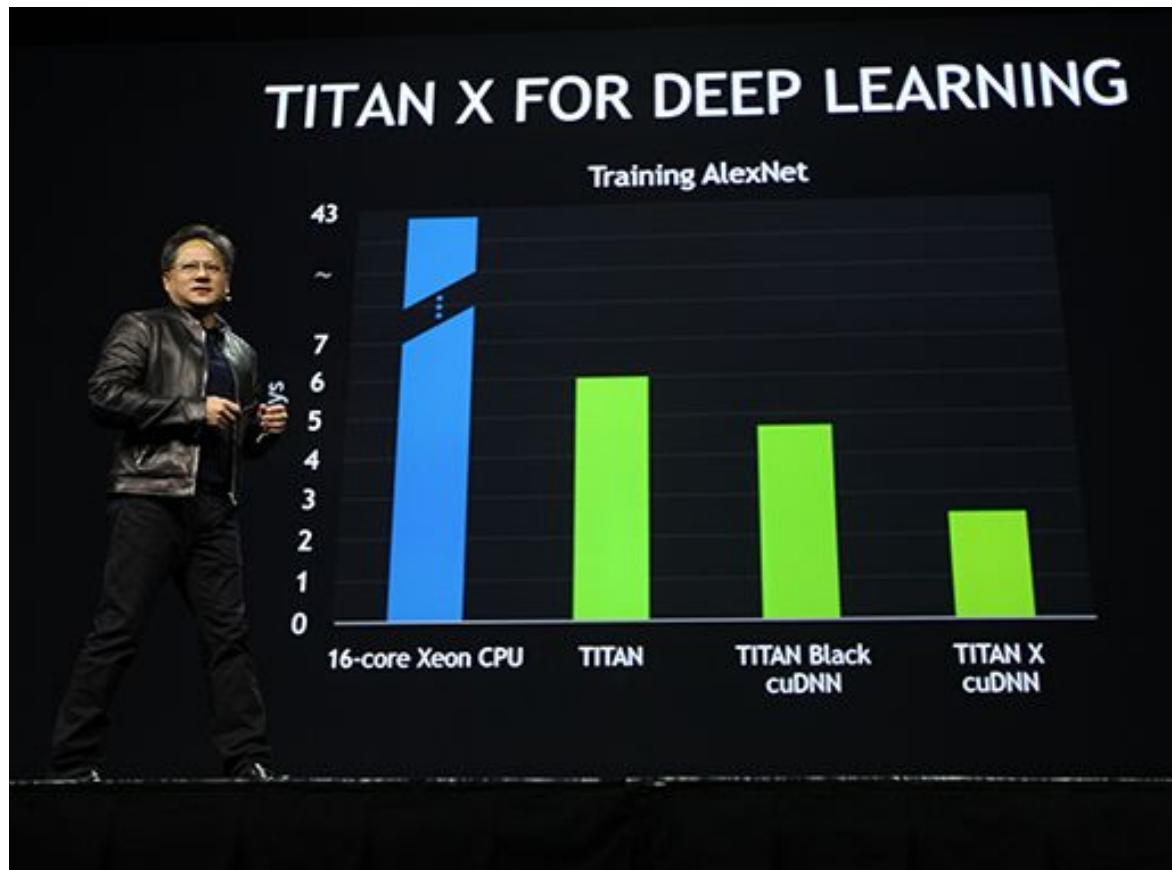 TITAN X FOR DEEP LEARNING
Training AlexNet
43
~
7
6
5
4
3
2
1
0
16-core Xeon CPU
TITAN
TITAN Black
cuDNN
TITAN X
cuDNN